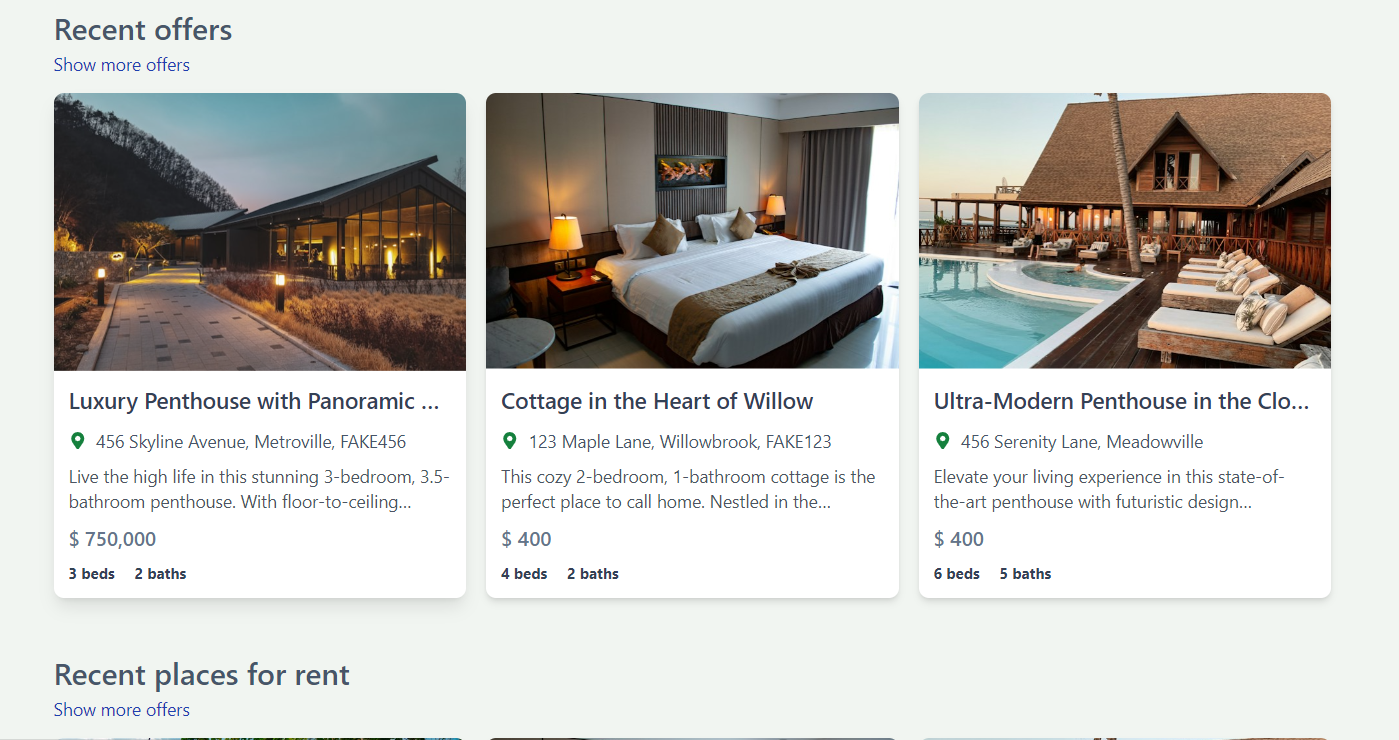 Recent offers
Show more offers
Luxury Penthouse with Panoramic ...
456 Skyline Avenue, Metroville, FAKE456
Live the high life in this stunning 3-bedroom, 3.5-
bathroom penthouse. With floor-to-ceiling...
$ 750,000
3 beds 2 baths
Cottage in the Heart of Willow
123 Maple Lane, Willowbrook, FAKE123
This cozy 2-bedroom, 1-bathroom cottage is the
perfect place to call home. Nestled in the...
$ 400
4 beds 2 baths
Ultra-Modern Penthouse in the Clo...
456 Serenity Lane, Meadowville
Elevate your living experience in this state-of-
the-art penthouse with futuristic design...
$ 400
6 beds 5 baths
Recent places for rent
Show more offers